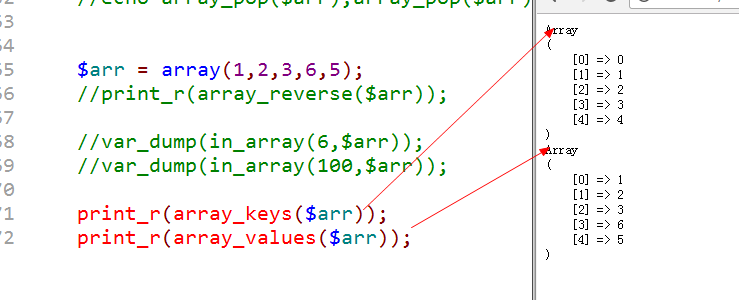 //echo array_pop($arr),array_pop($arr)
$arr = array(1,2,3,6,5);
//print_r(array_reverse($arr));
//var_dump(in_array(6,$arr));
//var_dump(in_array(100,$arr));
71 print_r(array_keys($arr));
72 print_r(array_values($arr));
Array
(
[0] => 0
[1] => 1
[2] => 2
[3] => 3
[4] => 4
)
Array
(
[0] => 1
[1] => 2
[2] => 3
[3] => 6
[4] => 5
)